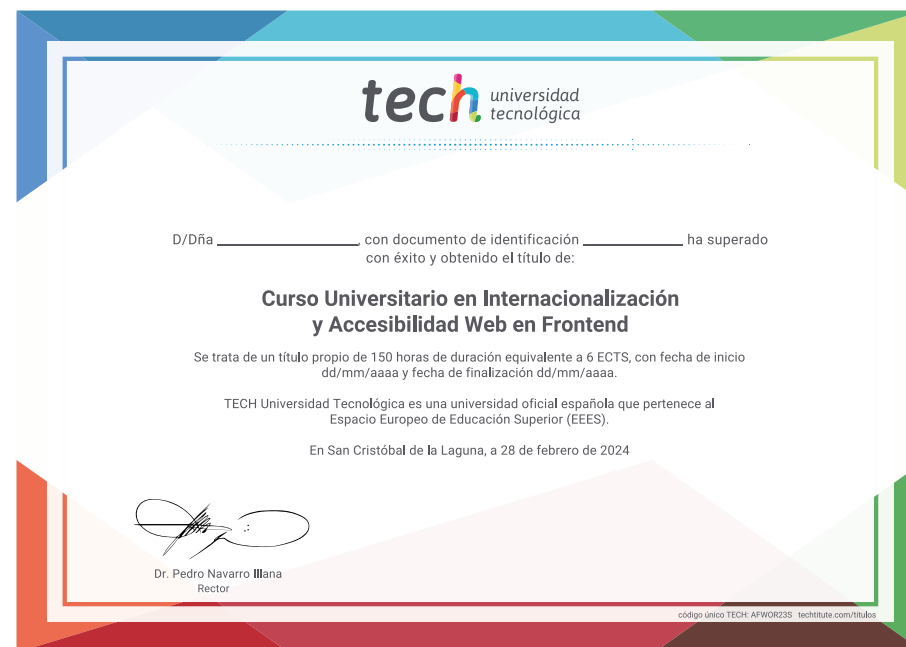 tech universidad
tecnológica
D/Dña ____________________, con documento de identificación ______________ ha superado
con éxito y obtenido el título de:
Curso Universitario en Internacionalización
y Accesibilidad Web en Frontend
Se trata de un título propio de 150 horas de duración equivalente a 6 ECTS, con fecha de inicio
dd/mm/aaaa y fecha de finalización dd/mm/aaaa.
TECH Universidad Tecnológica es una universidad oficial española que pertenece al
Espacio Europeo de Educación Superior (EEES).
En San Cristóbal de la Laguna, a 28 de febrero de 2024
Dr. Pedro Navarro Illana
Rector
código único TECH: AFWOR23S techtitute.com/titulos